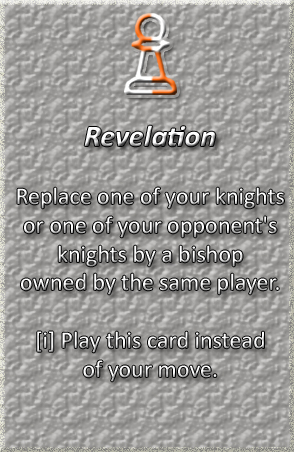 Revelation
Replace one of your knights
or one of your opponent's
knights by a bishop
owned by the same player.
[i] Play this card instead
of your move.